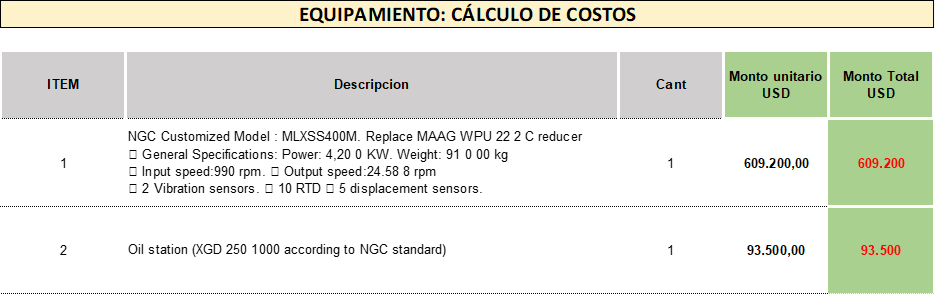 EQUIPAMIENTO: CÁLCULO DE COSTOS
ITEM Descripcion Cant Monto unitario USD Monto Total USD
1 NGC Customized Model : MLXSS400M. Replace MAAG WPU 22 2 C reducer 1 609.200,00 609.200
□ General Specifications: Power: 4,20 0 KW. Weight: 91 0 00 kg
□ Input speed:990 rpm. □ Output speed:24.58 8 rpm
□ 2 Vibration sensors. □ 10 RTD □ 5 displacement sensors.
2 Oil station (XGD 250 1000 according to NGC standard) 1 93.500,00 93.500